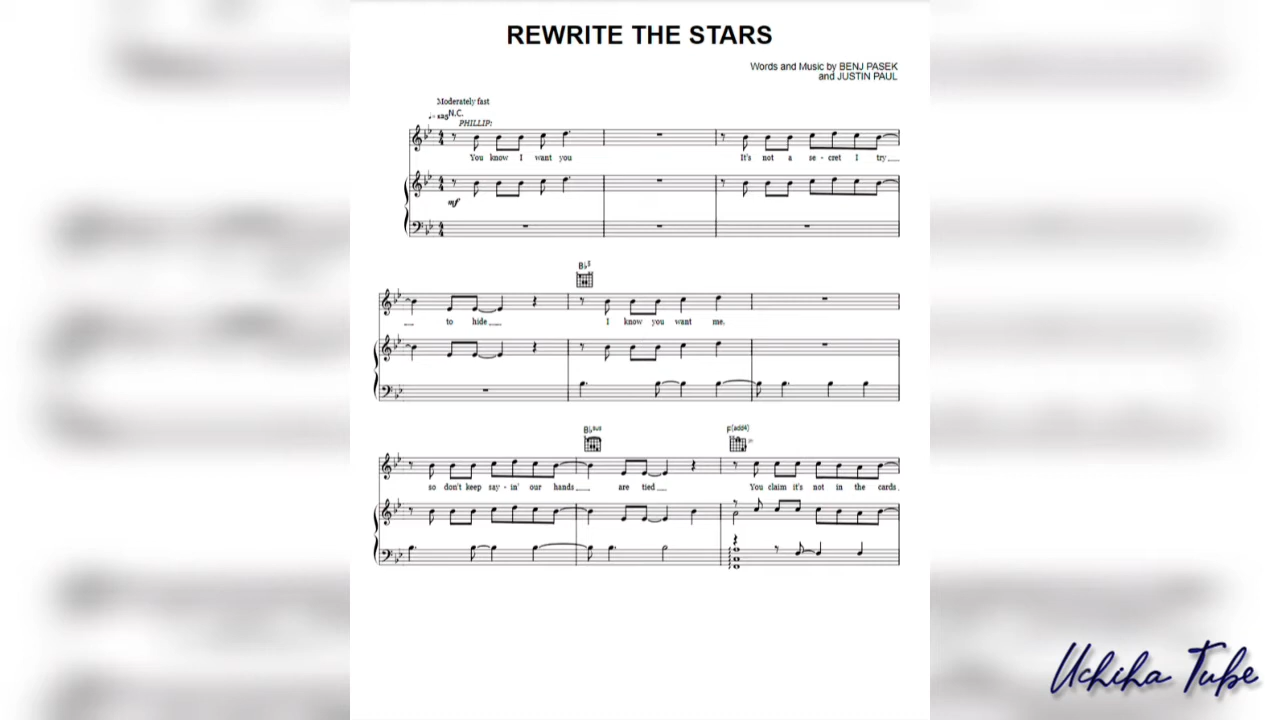 REWRITE THE STARS
Words and Music by BENJ PASEK
and JUSTIN PAUL
Moderately fast
N.C.
PHILLIP:
You know I want you It's not a se - cret I try
mf
B♭5
to hide I know you want me.
B♭sus F(add4)
so don't keep say - in' our hands are tied You claim it's not in the cards.
Uchiha Tube